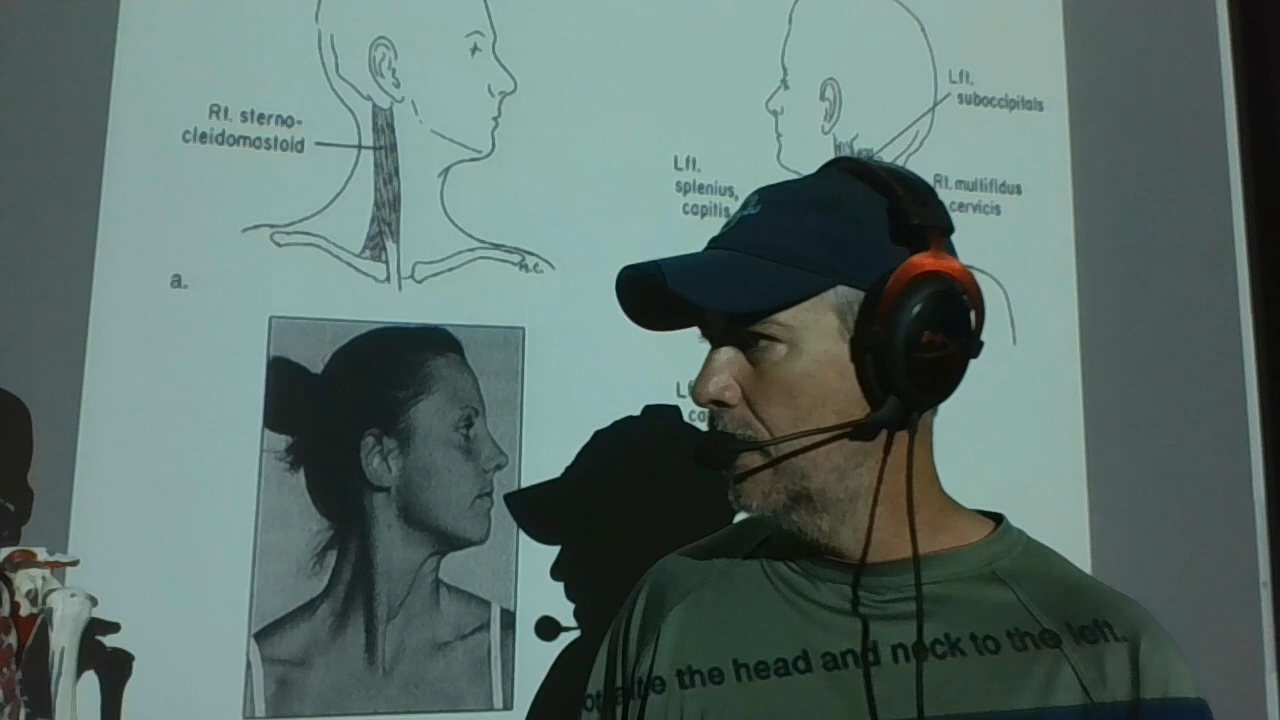 Rt. sterno-
cleidomastoid
a.
M.C.
Lft.
suboccipitals
Lft.
splenius,
capitis
Rt. multifidus
cervicis
the head and neck to the left.